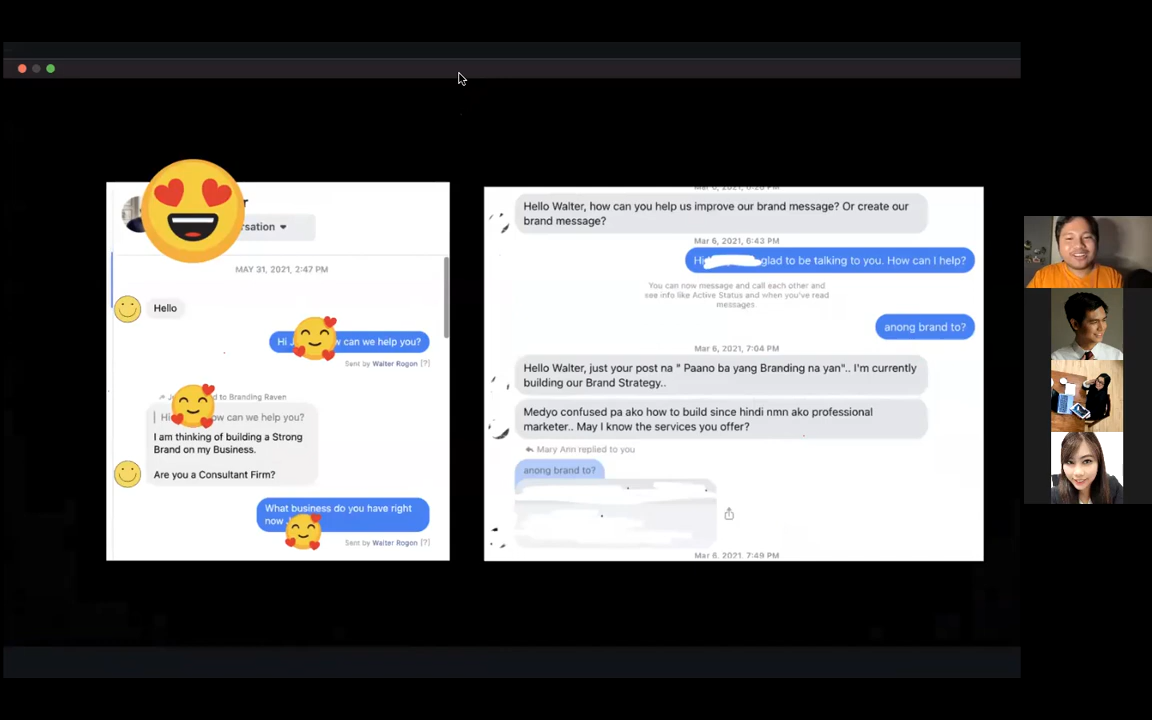 r
rsation
MAY 31, 2021, 2:47 PM
Hello
Hi J w can we help you?
Sent by Walter Rogon [?]
d to Branding Raven
Hi ow can we help you?
I am thinking of building a Strong
Brand on my Business.
Are you a Consultant Firm?
What business do you have right
now J
Sent by Walter Rogon [?]
Hello Walter, how can you help us improve our brand message? Or create our
brand message?
Mar 6, 2021, 6:43 PM
Hi glad to be talking to you. How can I help?
You can now message and call each other and
see info like Active Status and when you've read
messages
anong brand to?
Mar 6, 2021, 7:04 PM
Hello Walter, just your post na " Paano ba yang Branding na yan".. I'm currently
building our Brand Strategy..
Medyo confused pa ako how to build since hindi nmn ako professional
marketer.. May I know the services you offer?
Mary Ann replied to you
anong brand to?
Mar 6, 2021, 7:49 PM